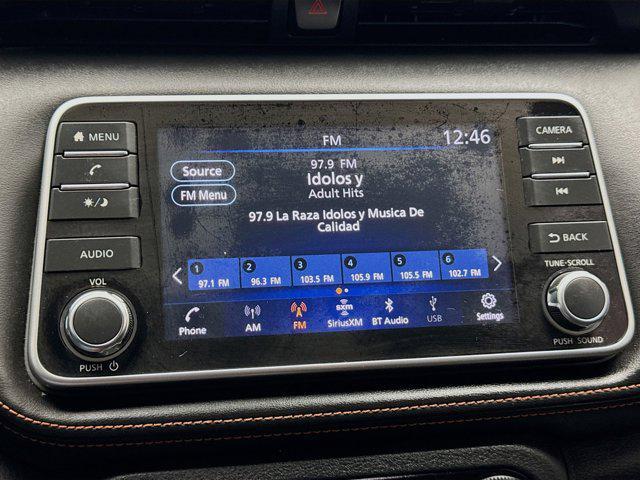 MENU
AUDIO
VOL
PUSH
FM
12:46
Source
FM Menu
97.9 FM
Idolos y
Adult Hits
97.9 La Raza Idolos y Musica De
Calidad
1 2 3 4 5 6
97.1 FM 96.3 FM 103.5 FM 105.9 FM 105.5 FM 102.7 FM
sxm
Phone AM FM SiriusXM BT Audio USB Settings
CAMERA
BACK
TUNE·SCROLL
PUSH SOUND